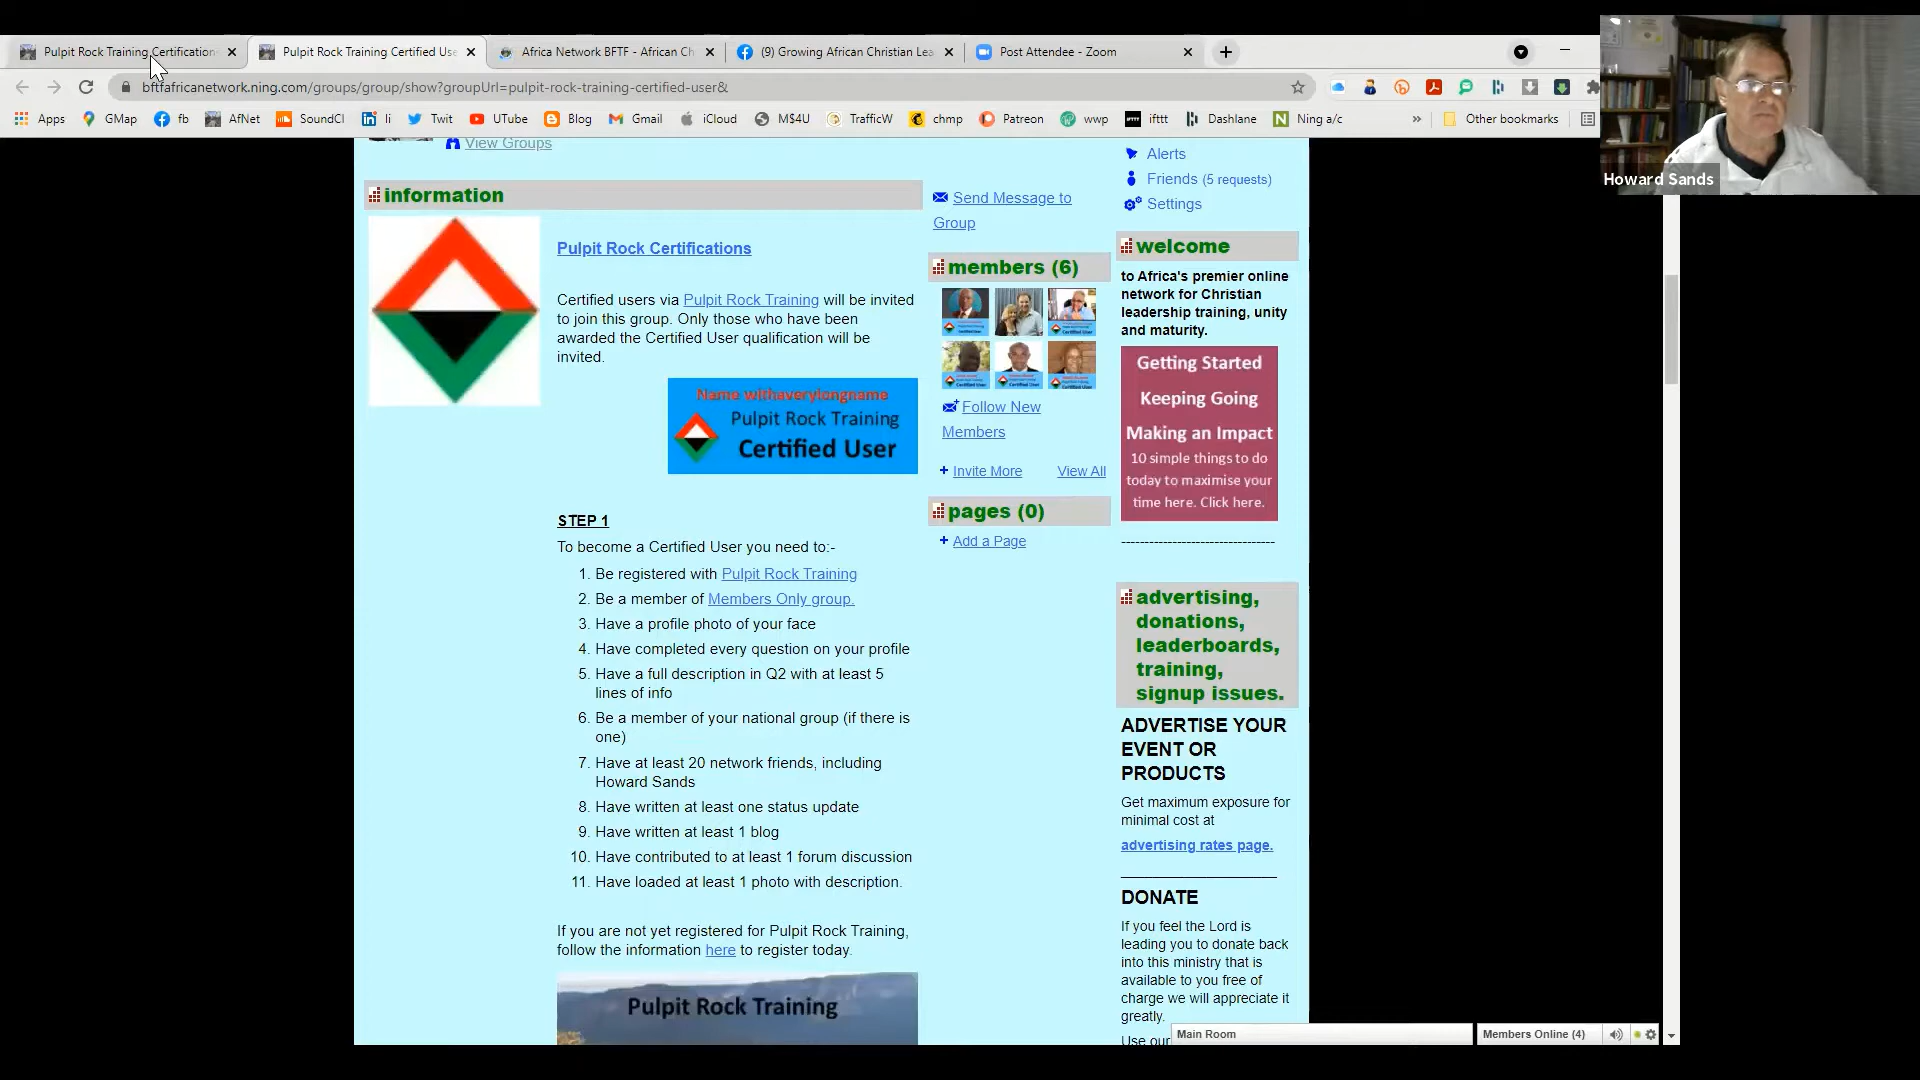 Pulpit Rock Training Certification
Pulpit Rock Training Certified Use
Africa Network BFTF - African Ch
(9) Growing African Christian Lea
Post Attendee - Zoom
bftfafricanetwork.ning.com/groups/group/show?groupUrl=pulpit-rock-training-certified-user&
Apps
GMap
fb
AfNet
SoundCl
li
Twit
UTube
Blog
Gmail
iCloud
M$4U
TrafficW
chmp
Patreon
wwp
ifttt
Dashlane
Ning a/c
»
Other bookmarks
Howard Sands
View Groups
information
Pulpit Rock Certifications
Certified users via Pulpit Rock Training will be invited
to join this group. Only those who have been
awarded the Certified User qualification will be
invited.
Name withaverylongname
Pulpit Rock Training
Certified User
STEP 1
To become a Certified User you need to:-
1. Be registered with Pulpit Rock Training
2. Be a member of Members Only group.
3. Have a profile photo of your face
4. Have completed every question on your profile
5. Have a full description in Q2 with at least 5
lines of info
6. Be a member of your national group (if there is
one)
7. Have at least 20 network friends, including
Howard Sands
8. Have written at least one status update
9. Have written at least 1 blog
10. Have contributed to at least 1 forum discussion
11. Have loaded at least 1 photo with description.
If you are not yet registered for Pulpit Rock Training,
follow the information here to register today.
Pulpit Rock Training
Send Message to
Group
members (6)
Follow New
Members
+ Invite More
View All
pages (0)
+ Add a Page
Alerts
Friends (5 requests)
Settings
welcome
to Africa's premier online
network for Christian
leadership training, unity
and maturity.
Getting Started
Keeping Going
Making an Impact
10 simple things to do
today to maximise your
time here. Click here.
---------------------------------
advertising,
donations,
leaderboards,
training,
signup issues.
ADVERTISE YOUR
EVENT OR
PRODUCTS
Get maximum exposure for
minimal cost at
advertising rates page.
DONATE
If you feel the Lord is
leading you to donate back
into this ministry that is
available to you free of
charge we will appreciate it
greatly.
Use our
Main Room
Members Online (4)